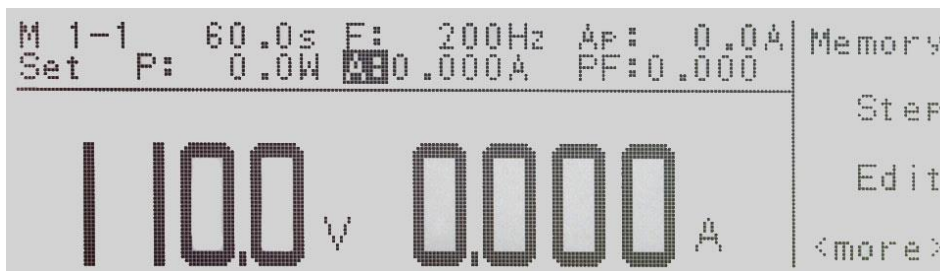 M 1-1 60.0s F: 200Hz Ap: 0.0A
Set P: 0.0W A:0.000A PF:0.000
110.0 V 0.000 A
Memory
Step
Edit
<more>